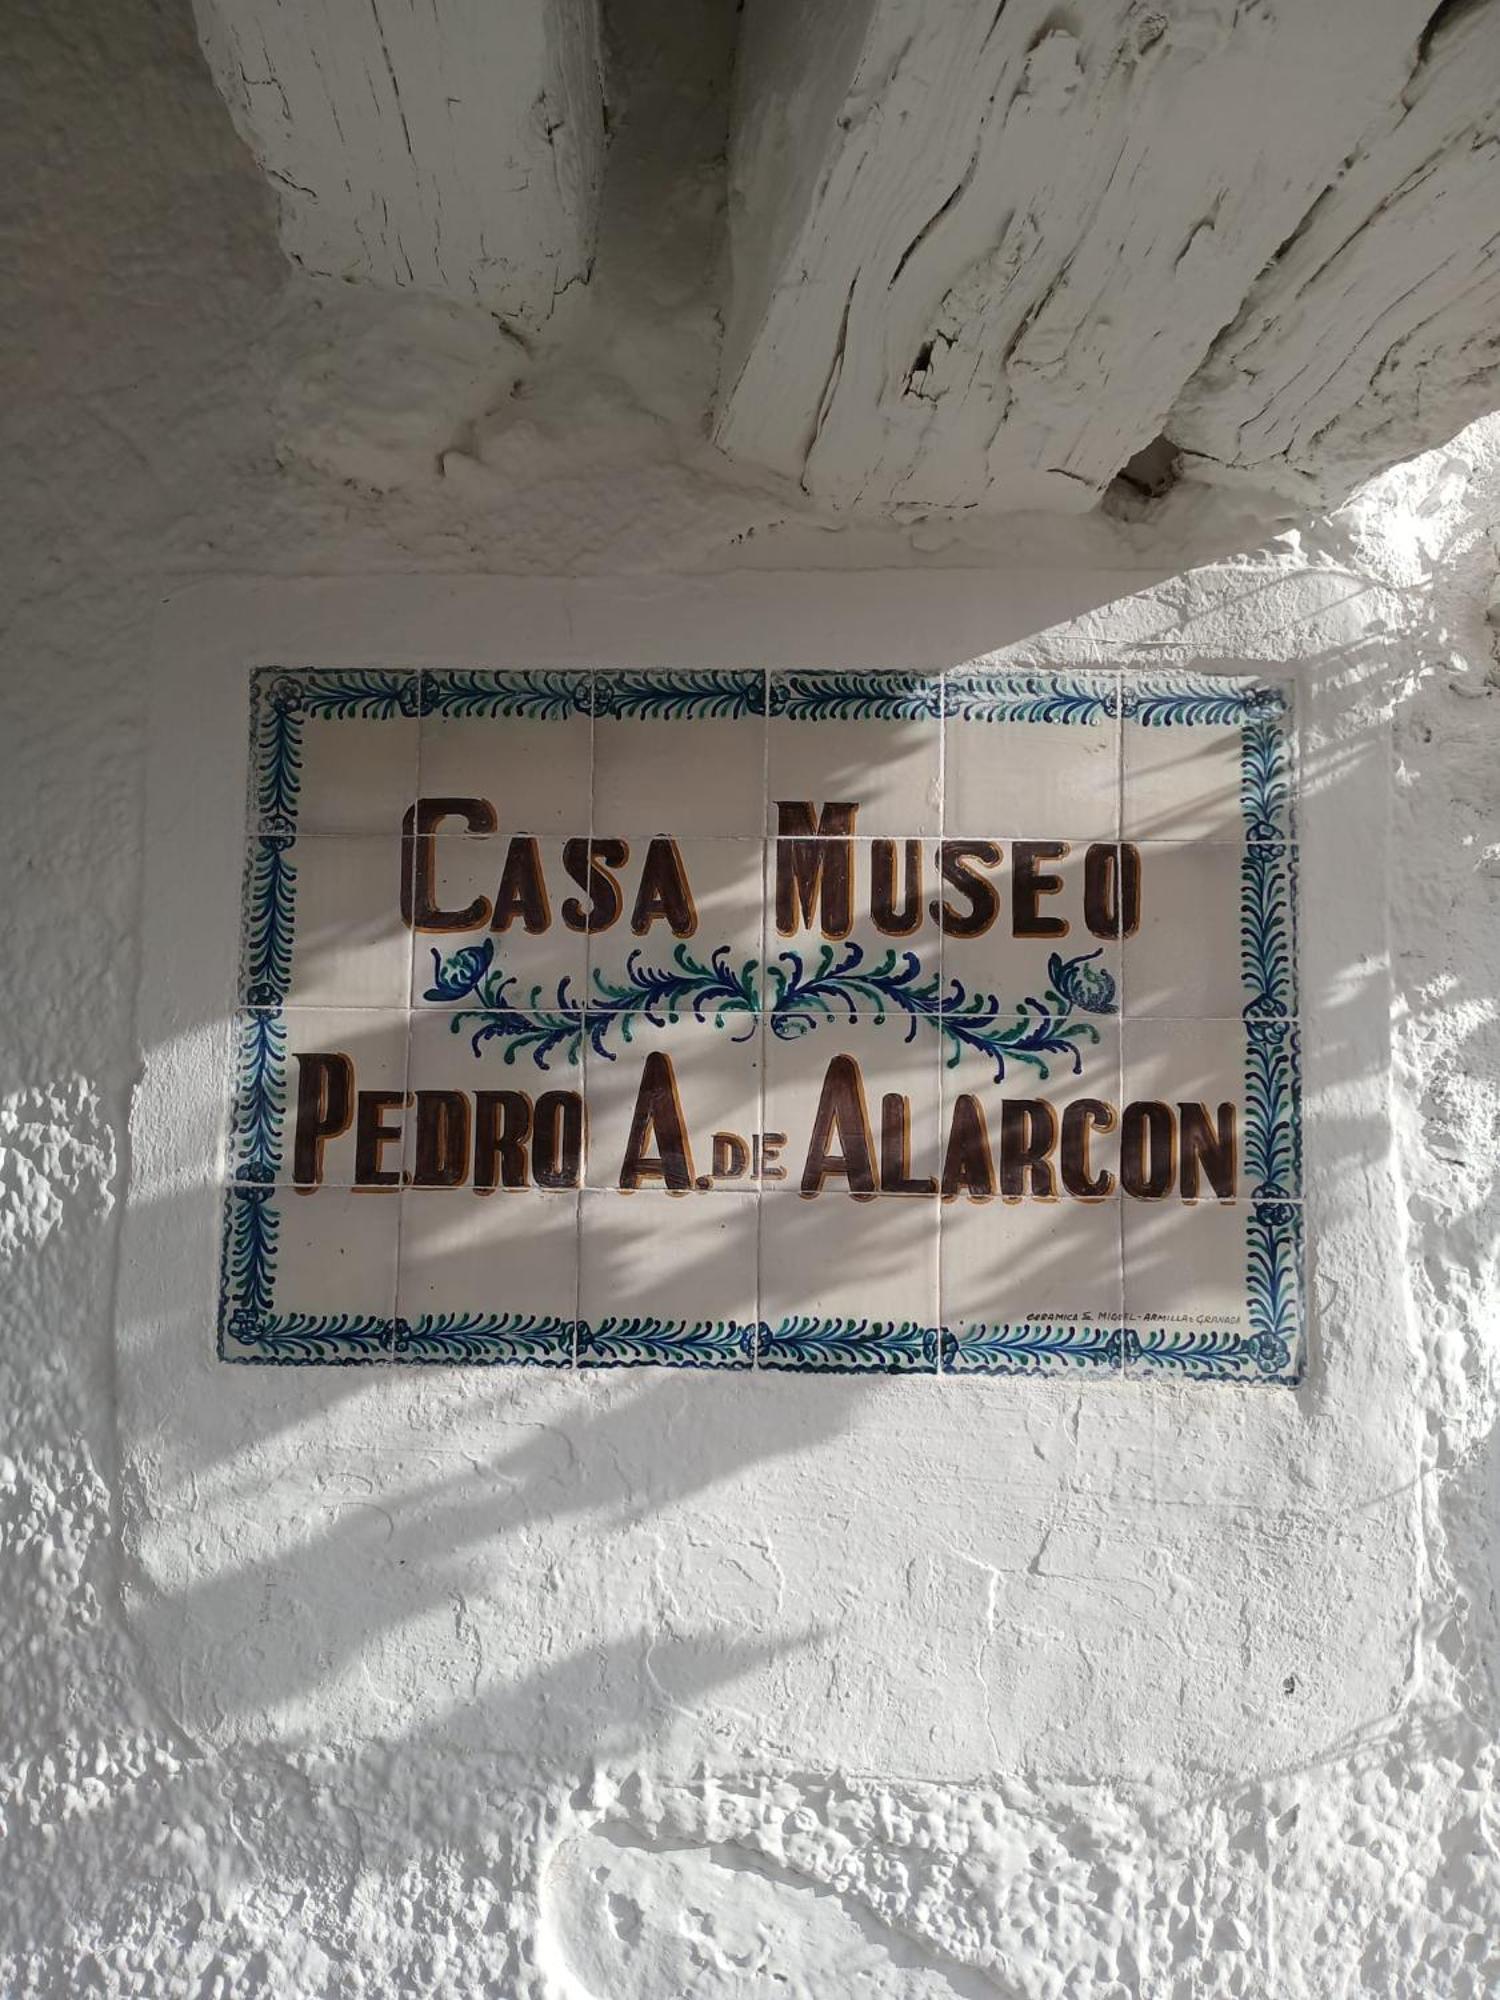 CASA MUSEO
PEDRO A. DE ALARCON
CERAMICA S. MIGUEL-ARMILLA-GRANADA